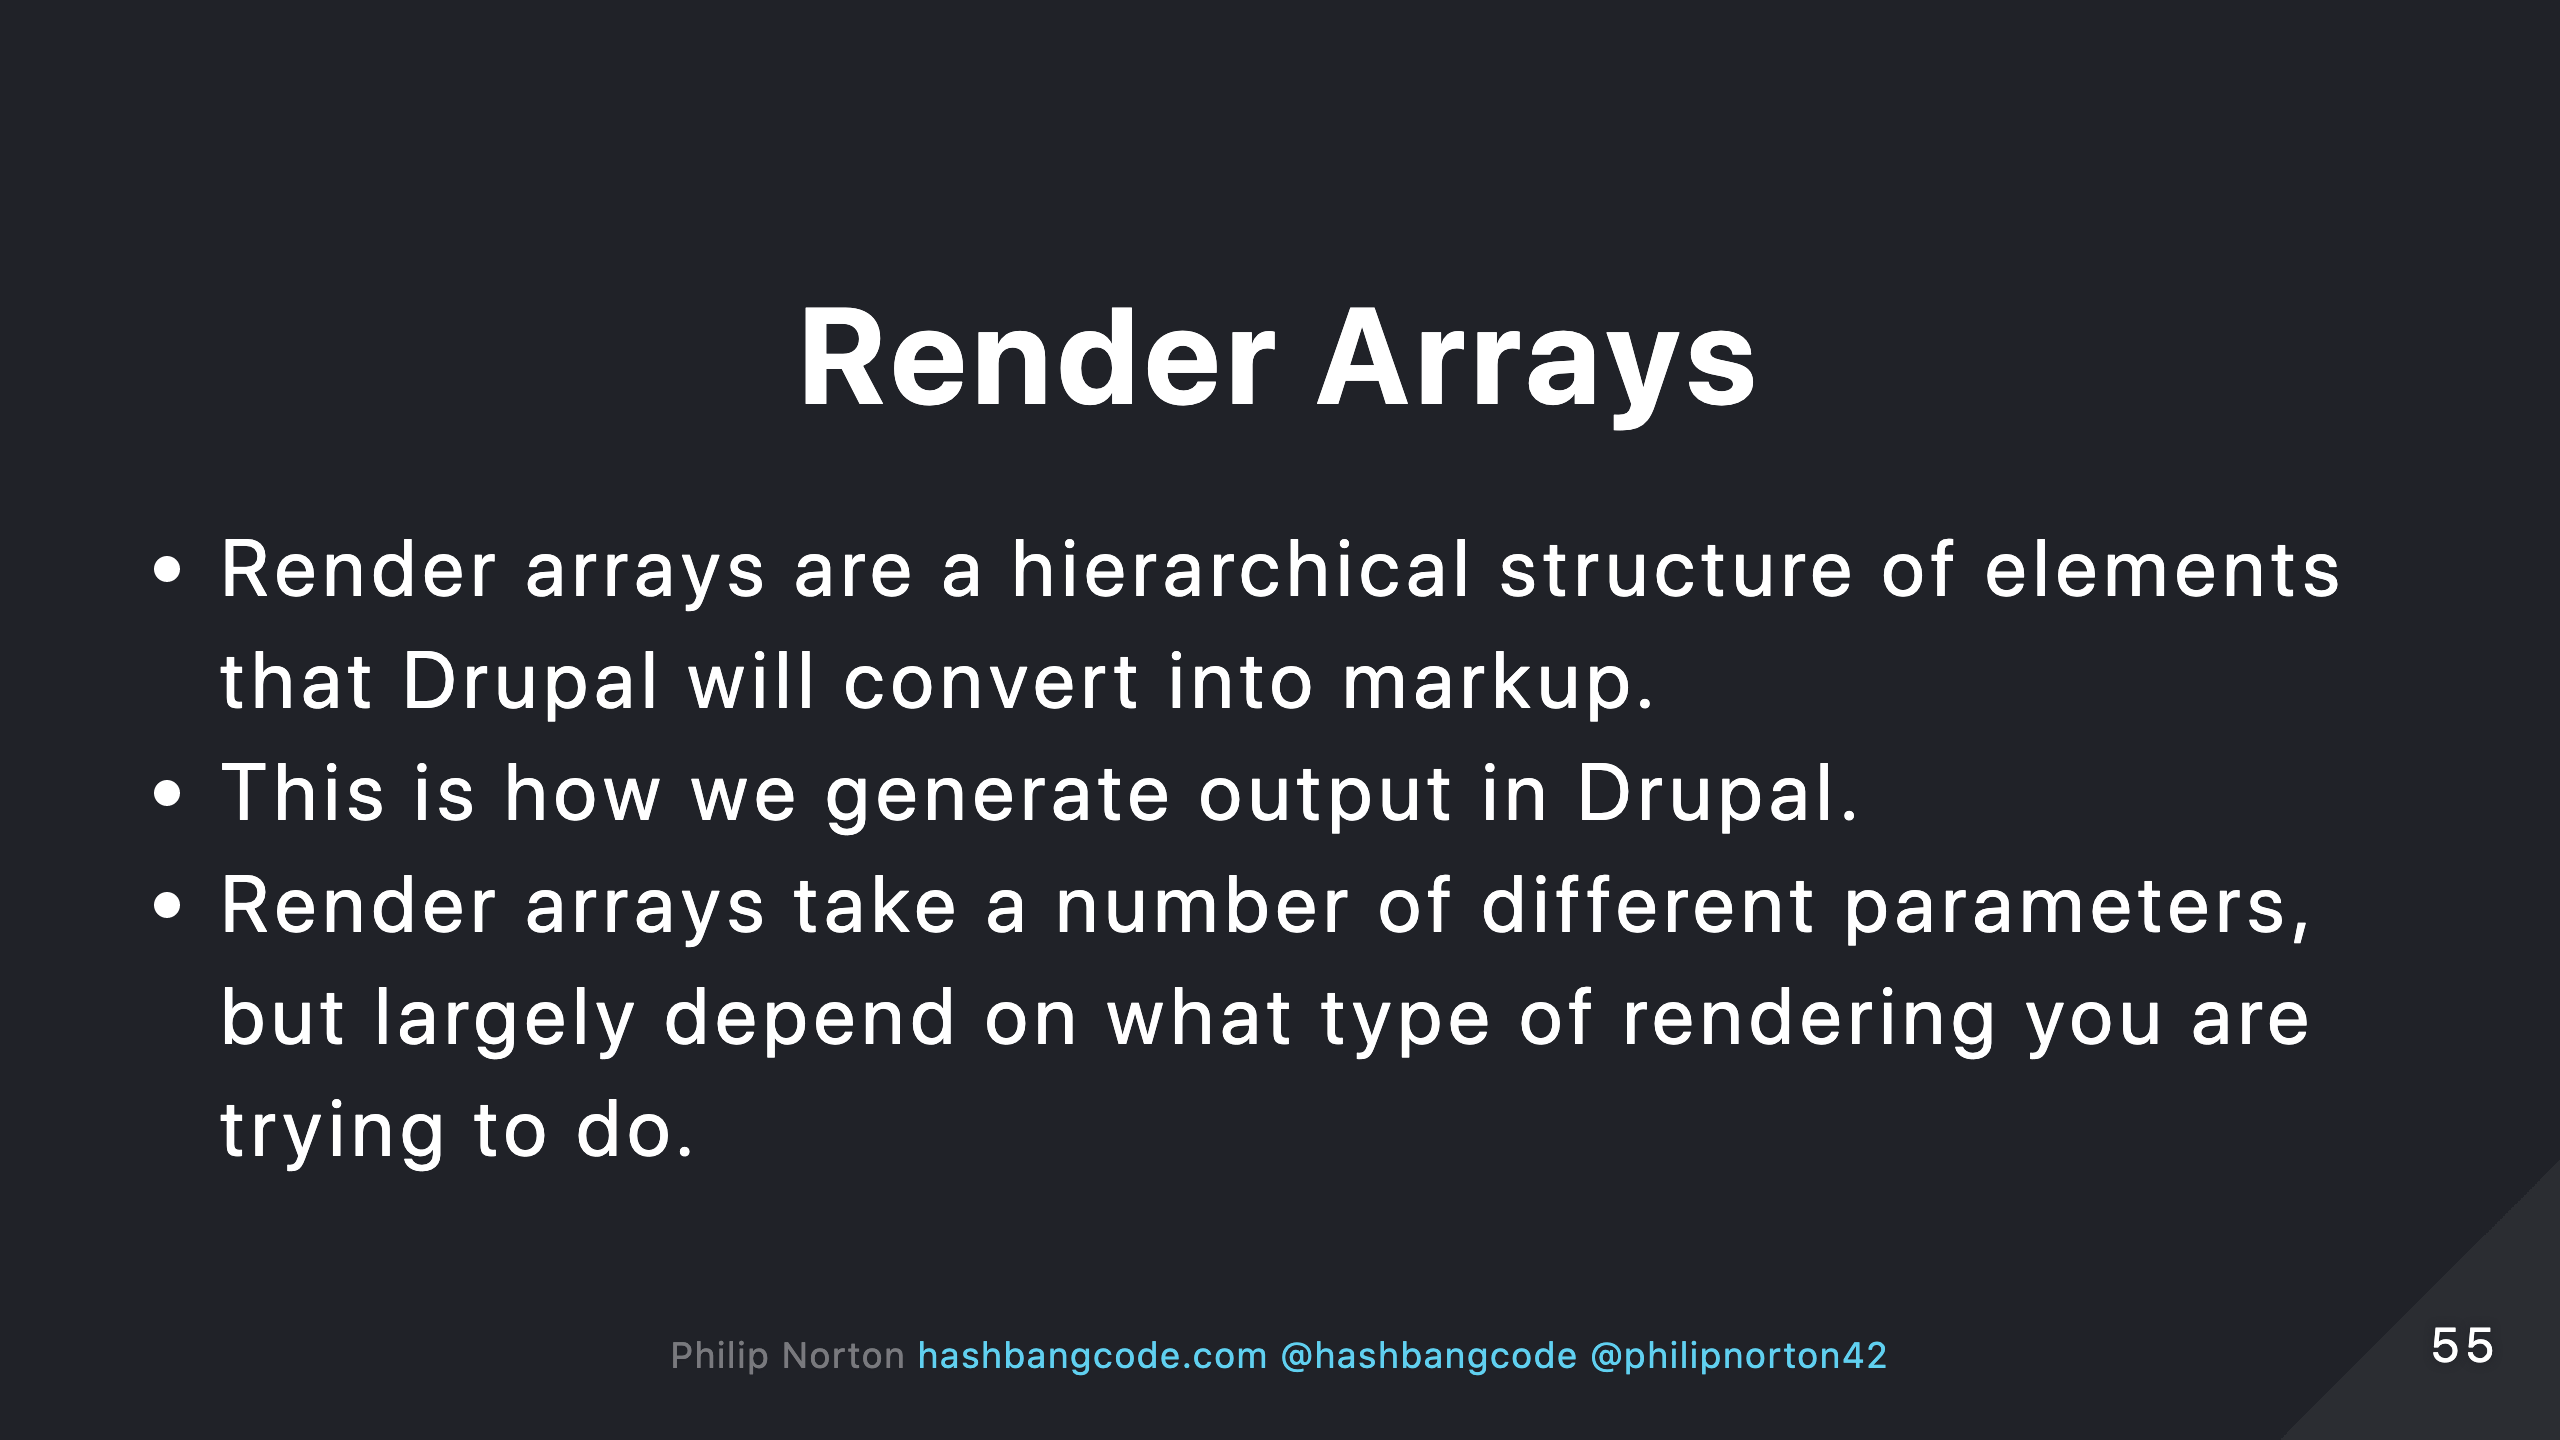 Render Arrays
• Render arrays are a hierarchical structure of elements
that Drupal will convert into markup.
• This is how we generate output in Drupal.
• Render arrays take a number of different parameters,
but largely depend on what type of rendering you are
trying to do.
Philip Norton hashbangcode.com @hashbangcode @philipnorton42
55